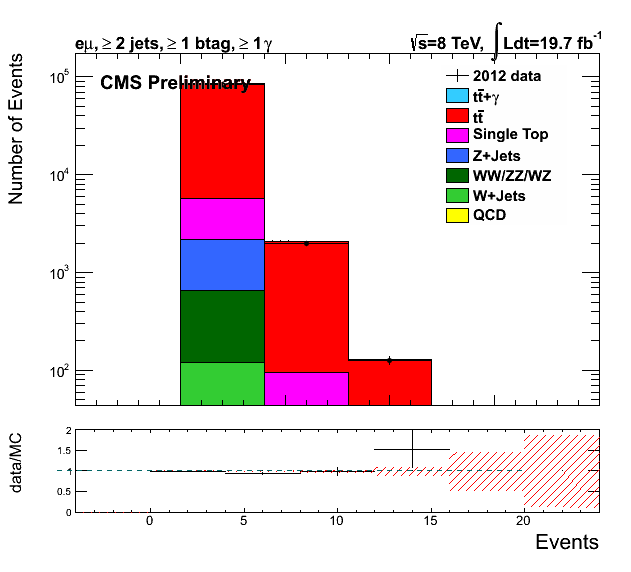 eμ, ≥ 2 jets, ≥ 1 btag, ≥ 1γ
√s=8 TeV, ∫Ldt=19.7 fb⁻¹
CMS Preliminary
2012 data
tt̄+γ
tt̄
Single Top
Z+Jets
WW/ZZ/WZ
W+Jets
QCD
Number of Events
10⁵
10⁴
10³
10²
data/MC
2
1.5
1
0.5
0
0 5 10 15 20
Events